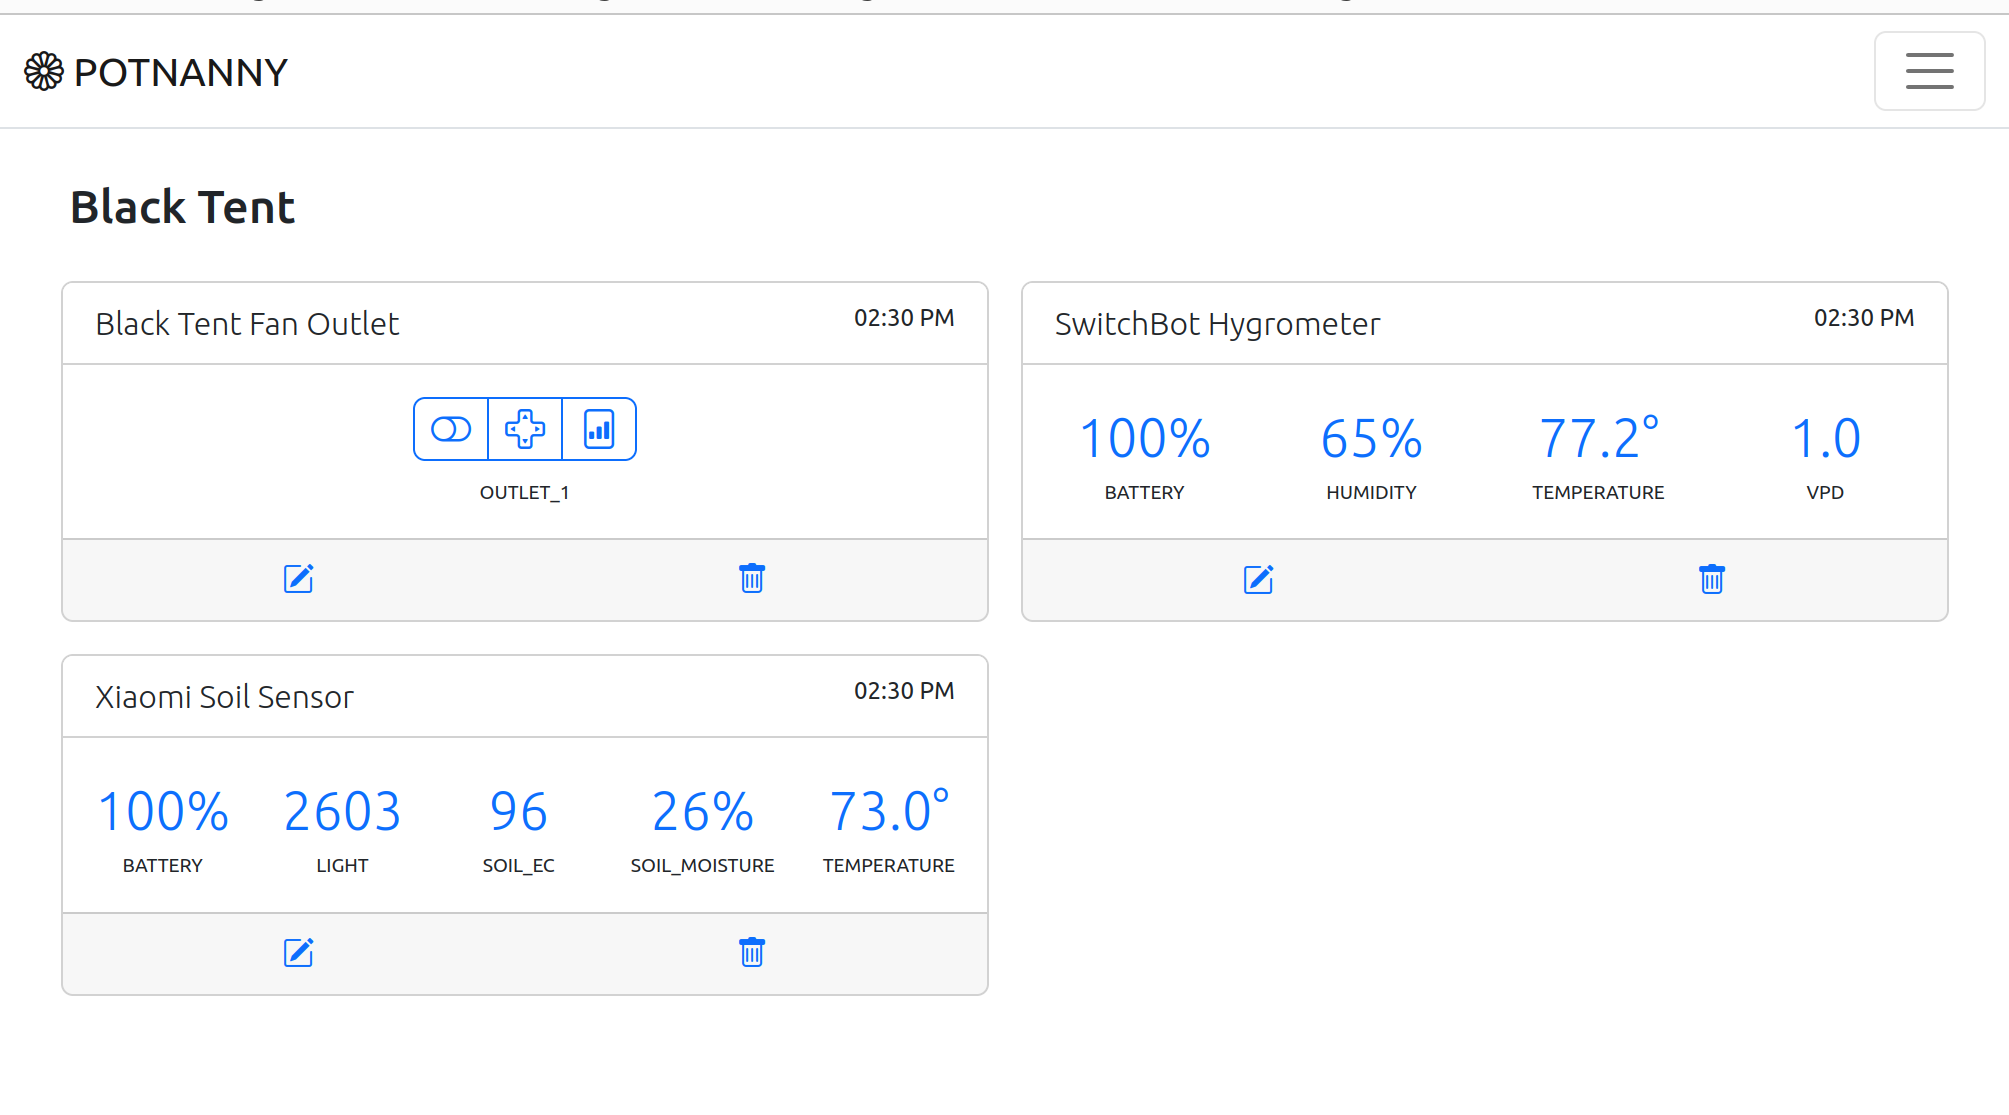 POTNANNY
Black Tent
Black Tent Fan Outlet
02:30 PM
OUTLET_1
SwitchBot Hygrometer
02:30 PM
100% 65% 77.2° 1.0
BATTERY HUMIDITY TEMPERATURE VPD
Xiaomi Soil Sensor
02:30 PM
100% 2603 96 26% 73.0°
BATTERY LIGHT SOIL_EC SOIL_MOISTURE TEMPERATURE